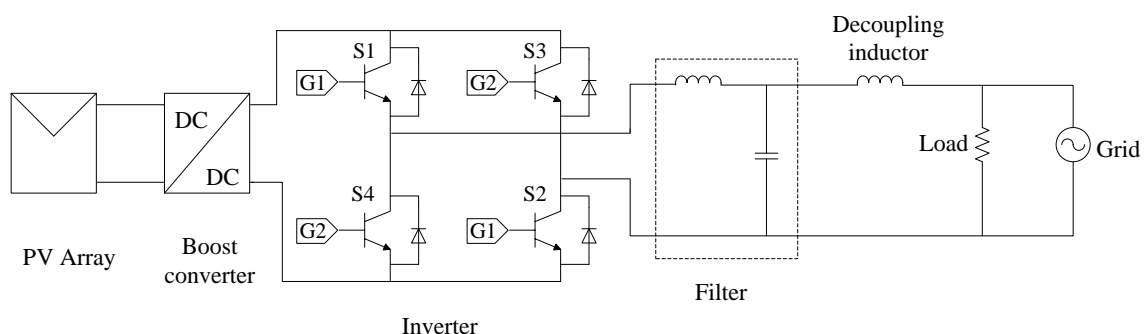 Decoupling
inductor
S1
S3
G1
G2
DC
DC
Load
Grid
S4
S2
G2
G1
PV Array
Boost
converter
Filter
Inverter